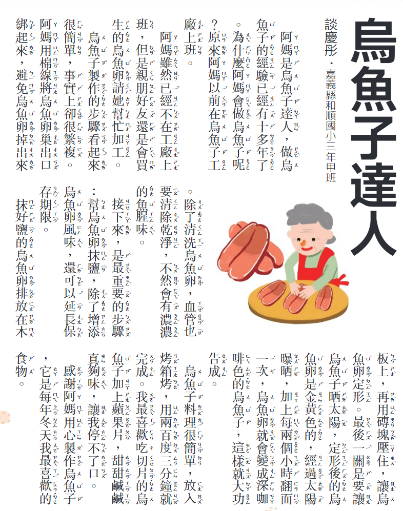 烏魚子達人
談慶彤・嘉義縣和順國小三年甲班
阿媽是烏魚子達人，做烏
魚子的經驗已經有十多年了
。為什麼阿媽會做烏魚子呢
？原來阿媽以前在烏魚子工
廠上班。
阿媽雖然已經不在工廠上
班，但是親朋好友還是會買
生的烏魚卵請她幫忙加工。
烏魚子製作的步驟看起來
很簡單，事實上卻很繁複。
阿媽用棉線將烏魚卵巢出口
綁起來，避免烏魚卵掉出來
。除了清洗烏魚卵，血管也
要清除乾淨，不然會有濃濃
的魚腥味。
接下來，是最重要的步驟
：幫烏魚卵抹鹽，除了增添
烏魚卵風味，還可以延長保
存期限。
抹好鹽的烏魚卵排放在木
板上，再用磚塊壓住，讓烏
魚卵定形。最後一關是要讓
烏魚子晒太陽，定形後的烏
魚卵是金黃色的，經過太陽
曝晒，加上每兩個小時翻面
一次，烏魚卵就會變成深咖
啡色的烏魚子，這樣就大功
告成。
烏魚子料理很簡單，放入
烤箱烤，用兩百度二分鐘就
完成。我最喜歡吃切片的烏
魚子加上蘋果片，甜甜鹹鹹
真夠味，讓我停不了口。
感謝阿媽用心製作烏魚子
，它是每年冬天我最喜歡的
食物。